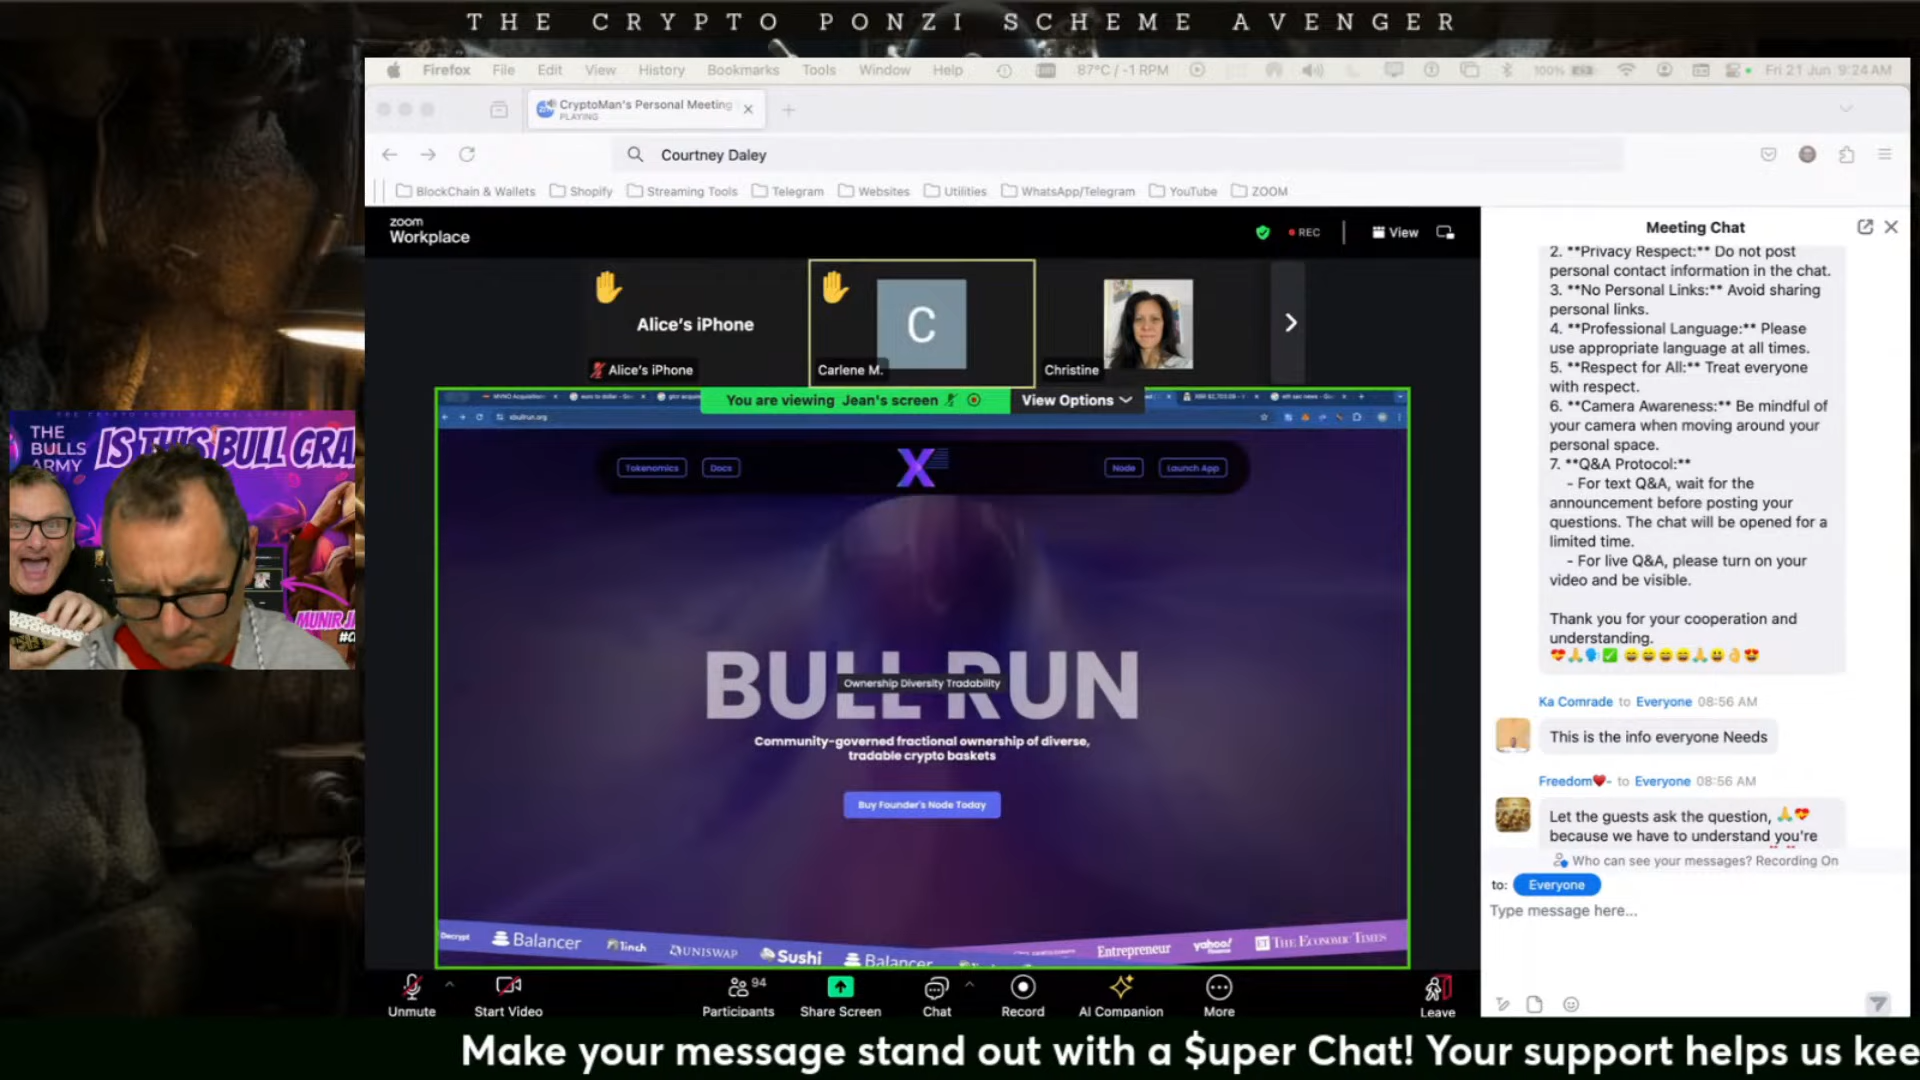 THE CRYPTO PONZI SCHEME AVENGER
Firefox File Edit View History Bookmarks Tools Window Help 87°C / -1 RPM 100% Fri 21 Jun 9:24 AM
CryptoMan's Personal Meeting
PLAYING
Courtney Daley
BlockChain & Wallets Shopify Streaming Tools Telegram Websites Utilities WhatsApp/Telegram YouTube ZOOM
zoom
Workplace
REC View
Alice's iPhone
C
Alice's iPhone Carlene M. Christine
You are viewing Jean's screen View Options
xbullrun.org
Tokenomics Docs X Node Launch App
BULL RUN
Ownership Diversity Tradability
Community-governed fractional ownership of diverse,
tradable crypto baskets
Buy Founder's Node Today
Decrypt Balancer 1inch UNISWAP Sushi Balancer Entrepreneur yahoo! finance ET THE ECONOMIC TIMES
Unmute Start Video Participants 94 Share Screen Chat Record AI Companion More Leave
Meeting Chat
2. **Privacy Respect:** Do not post
personal contact information in the chat.
3. **No Personal Links:** Avoid sharing
personal links.
4. **Professional Language:** Please
use appropriate language at all times.
5. **Respect for All:** Treat everyone
with respect.
6. **Camera Awareness:** Be mindful of
your camera when moving around your
personal space.
7. **Q&A Protocol:**
- For text Q&A, wait for the
announcement before posting your
questions. The chat will be opened for a
limited time.
- For live Q&A, please turn on your
video and be visible.
Thank you for your cooperation and
understanding.
Ka Comrade to Everyone 08:56 AM
This is the info everyone Needs
Freedom❤- to Everyone 08:56 AM
Let the guests ask the question, 🙏💝
because we have to understand you're
Who can see your messages? Recording On
to: Everyone
Type message here...
THE
BULLS
ARMY
IS THIS BULL CRA
MUNIR
Make your message stand out with a $uper Chat! Your support helps us kee